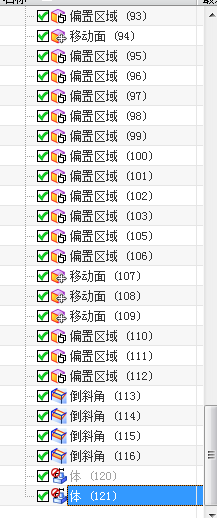 偏置区域 (93)
移动面 (94)
偏置区域 (95)
偏置区域 (96)
偏置区域 (97)
偏置区域 (98)
偏置区域 (99)
偏置区域 (100)
偏置区域 (101)
偏置区域 (102)
偏置区域 (103)
偏置区域 (105)
偏置区域 (106)
移动面 (107)
移动面 (108)
移动面 (109)
偏置区域 (110)
偏置区域 (111)
偏置区域 (112)
倒斜角 (113)
倒斜角 (114)
倒斜角 (115)
倒斜角 (116)
体 (120)
体 (121)